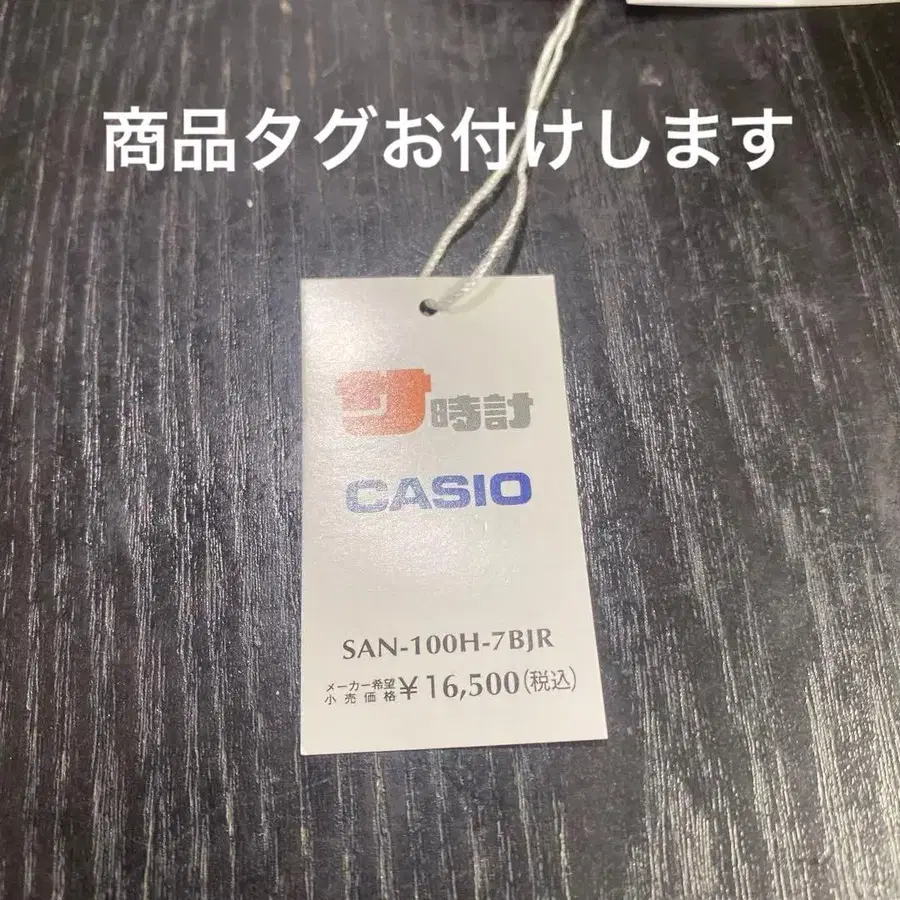 商品タグお付けします
サ時計
CASIO
SAN-100H-7BJR
メーカー希望
小売価格 ¥16,500(税込)